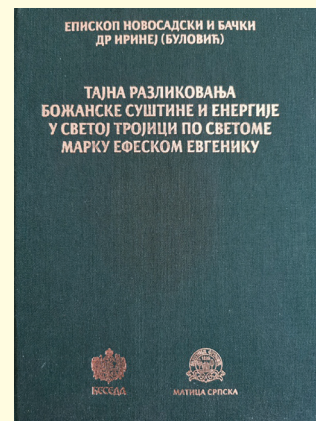 ЕПИСКОП НОВОСАДСКИ И БАЧКИ
ДР ИРИНЕЈ (БУЛОВИЋ)
ТАЈНА РАЗЛИКОВАЊА
БОЖАНСКЕ СУШТИНЕ И ЕНЕРГИЈЕ
У СВЕТОЈ ТРОЈИЦИ ПО СВЕТОМЕ
МАРКУ ЕФЕСКОМ ЕВГЕНИКУ
БЕСЕДА
МАТИЦА СРПСКА